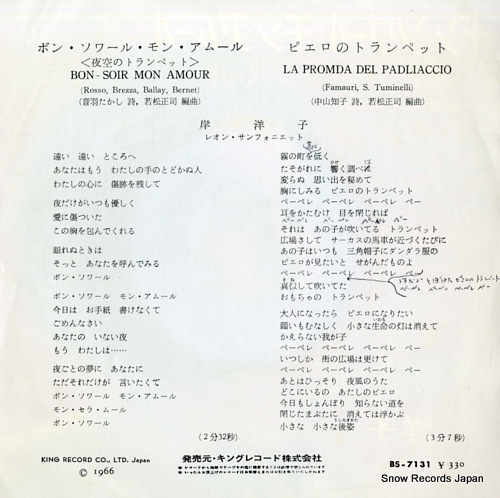 ボン・ソワール・モン・アムール
<夜空のトランペット>
BON-SOIR MON AMOUR
(Rosso, Brezza, Ballay, Bernet)
(音羽たかし 詩, 若松正司 編曲)
ピエロのトランペット
LA PROMDA DEL PADLIACCIO
(Famauri, S. Tuminelli)
(中山知子 詩, 若松正司 編曲)
岸 洋 子
レオン・サンフォニエット
遠い 遠い ところへ
あなたはもう わたしの手のとどかぬ人
わたしの心に 傷跡を残して
夜だけがいつも優しく
愛に傷ついた
この胸を包んでくれる
眠れぬときは
そっと あなたを呼んでみる
ボン・ソワール
ボン・ソワール モン・アムール
今日は お手紙 書けなくて
ごめんなさい
あなたの いない夜
もう わたしは……
夜ごとの夢に あなたに
ただそれだけが 言いたくて
ボン・ソワール モン・アムール
モン・セラ・ムール
ボン・ソワール
(2分32秒)
霧の町を低く
たそがれに 響く調べは
変らぬ 思い出を秘めて
胸にしみる ピエロのトランペット
ペーペレ ペーペレ ペーペレ ペー
耳をかたむけ 目を閉じれば
それは あの子が吹いてる トランペット
広場さして サーカスの馬車が近づくたびに
あの子はいつも 三角帽子にダンダラ服の
ピエロが見たいと せがんだものよ
ペーペレ ペーペレ ペーペレ ペー
真似して吹いてた
おもちゃの トランペット
大人になったら ピエロになりたい
願いもむなしく 小さな生命の灯は消えて
かえらない我が子
ペーペレ ペーペレ ペーペレ ペー
いつしか 街の広場は更けて
ペーペレ ペーペレ ペーペレ ペー
あとはひっそり 夜風のうた
どこにいるの あたしのピエロ
今日もしょんぼり 知らない道を
閉じたまぶたに 消えては浮かぶ
小さな 小さな後姿
(3分7秒)
KING RECORD CO., LTD. Japan
© 1966
発売元・キングレコード株式会社
BS-7131 ¥ 330
Snow Records Japan